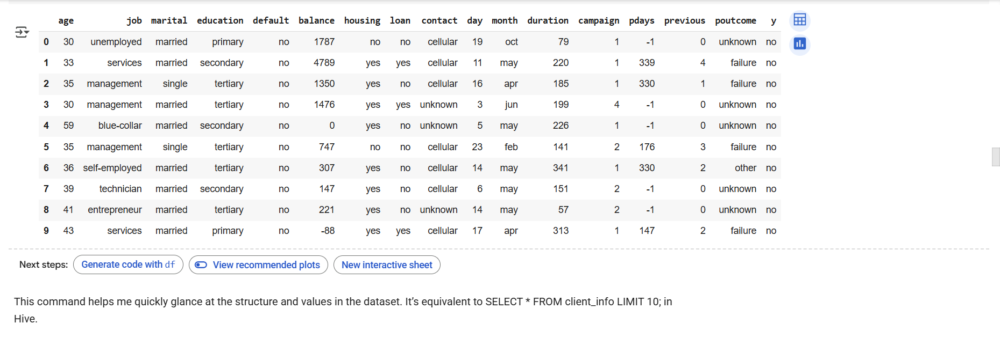 age job marital education default balance housing loan contact day month duration campaign pdays previous poutcome y
0 30 unemployed married primary no 1787 no no cellular 19 oct 79 1 -1 0 unknown no
1 33 services married secondary no 4789 yes yes cellular 11 may 220 1 339 4 failure no
2 35 management single tertiary no 1350 yes no cellular 16 apr 185 1 330 1 failure no
3 30 management married tertiary no 1476 yes yes unknown 3 jun 199 4 -1 0 unknown no
4 59 blue-collar married secondary no 0 yes no unknown 5 may 226 1 -1 0 unknown no
5 35 management single tertiary no 747 no no cellular 23 feb 141 2 176 3 failure no
6 36 self-employed married tertiary no 307 yes no cellular 14 may 341 1 330 2 other no
7 39 technician married secondary no 147 yes no cellular 6 may 151 2 -1 0 unknown no
8 41 entrepreneur married tertiary no 221 yes no unknown 14 may 57 2 -1 0 unknown no
9 43 services married primary no -88 yes yes cellular 17 apr 313 1 147 2 failure no
Next steps: Generate code with df View recommended plots New interactive sheet
This command helps me quickly glance at the structure and values in the dataset. It’s equivalent to SELECT * FROM client_info LIMIT 10; in
Hive.